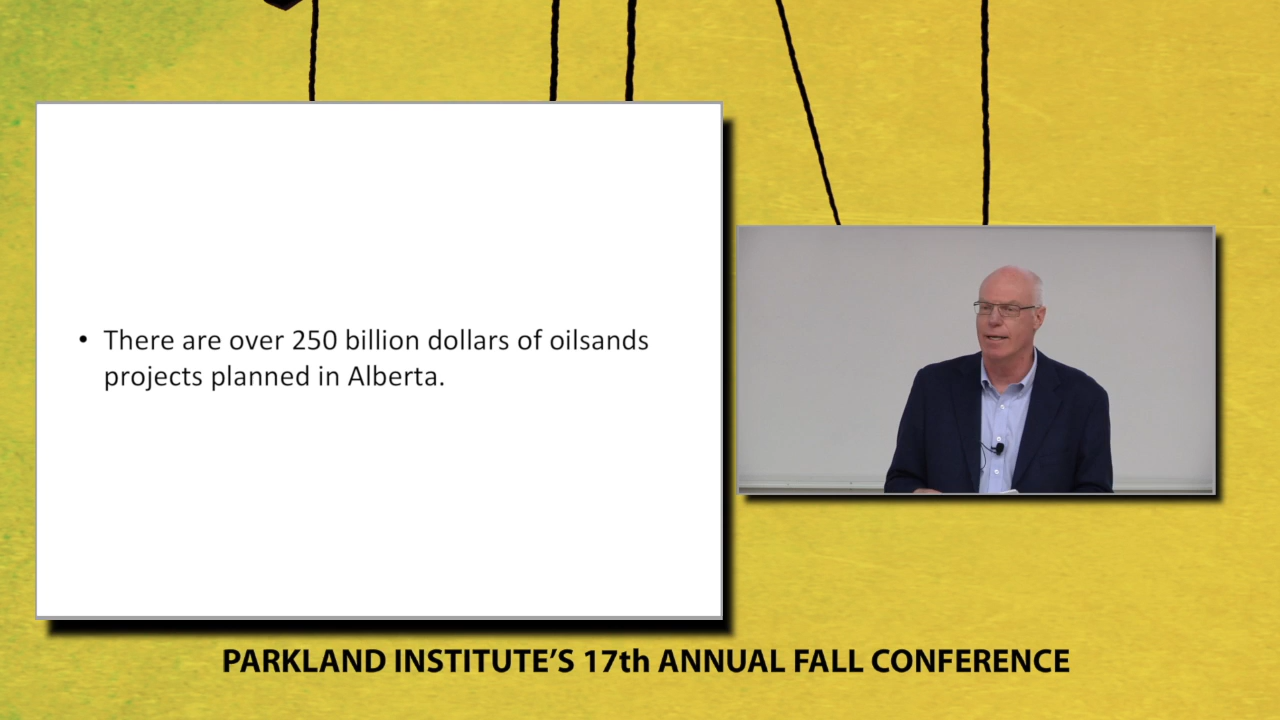 • There are over 250 billion dollars of oilsands
projects planned in Alberta.
PARKLAND INSTITUTE’S 17th ANNUAL FALL CONFERENCE